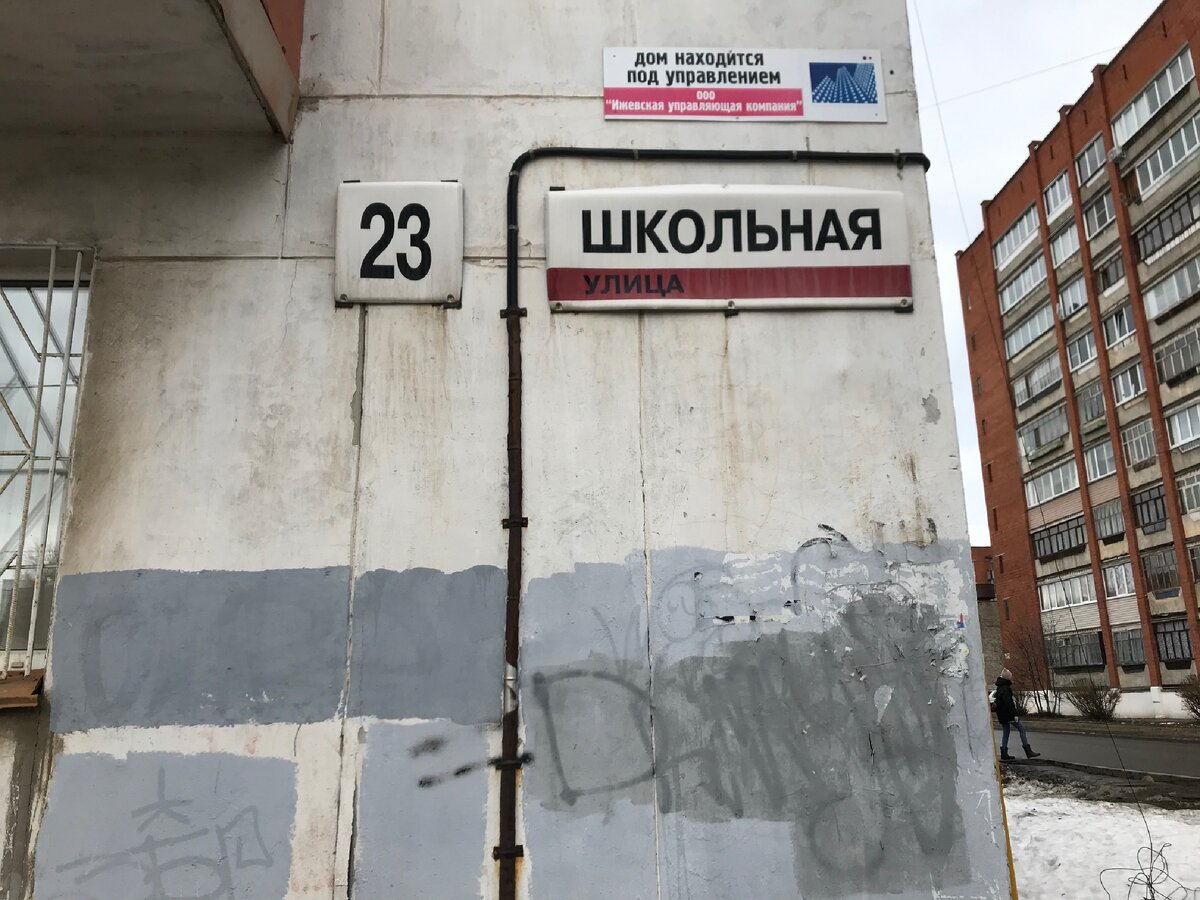 ДОМ НАХОДИТСЯ
ПОД УПРАВЛЕНИЕМ
ООО
"Ижевская управляющая компания"
23
ШКОЛЬНАЯ
УЛИЦА